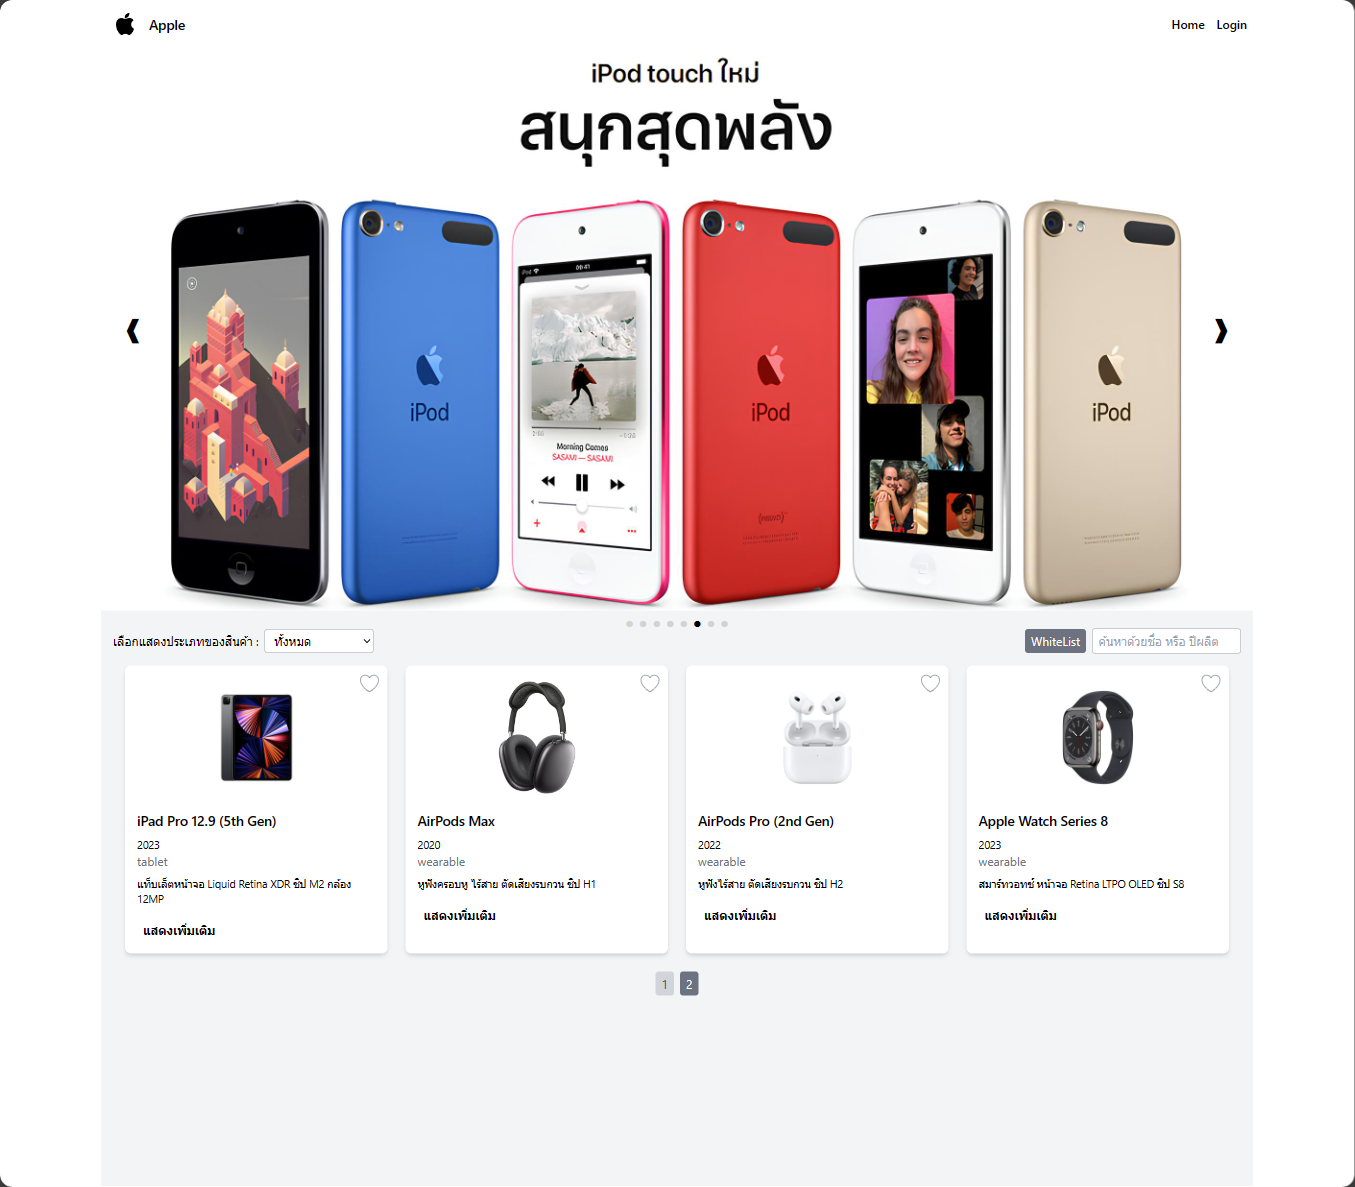 Apple
Home
Login
iPod touch ใหม่
สนุกสุดพลัง
iPod
09:41
2:55
Morning Comes
SASAMI — SASAMI
iPod
iPod
iPod
เลือกแสดงประเภทของสินค้า :
ทั้งหมด
WhiteList
ค้นหาด้วยชื่อ หรือ ปีผลิต
iPad Pro 12.9 (5th Gen)
2023
tablet
แท็บเล็ตหน้าจอ Liquid Retina XDR ชิป M2 กล้อง
12MP
แสดงเพิ่มเติม
AirPods Max
2020
wearable
หูฟังครอบหู ไร้สาย ตัดเสียงรบกวน ชิป H1
แสดงเพิ่มเติม
AirPods Pro (2nd Gen)
2022
wearable
หูฟังไร้สาย ตัดเสียงรบกวน ชิป H2
แสดงเพิ่มเติม
Apple Watch Series 8
2023
wearable
สมาร์ทวอทช์ หน้าจอ Retina LTPO OLED ชิป S8
แสดงเพิ่มเติม
1
2